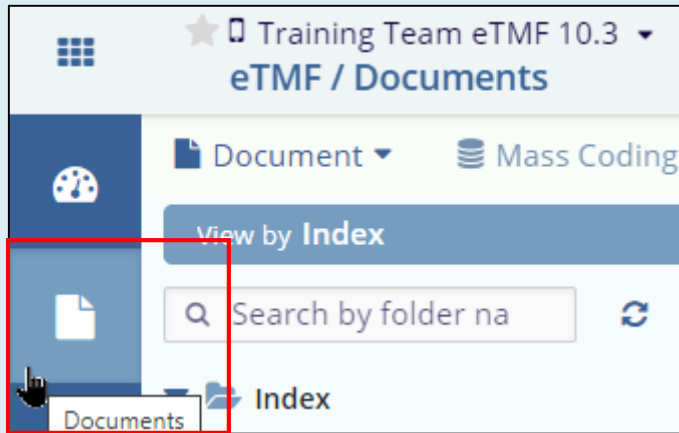 Training Team eTMF 10.3
eTMF / Documents
Document
Mass Coding
View by Index
Search by folder na
Index
Documents